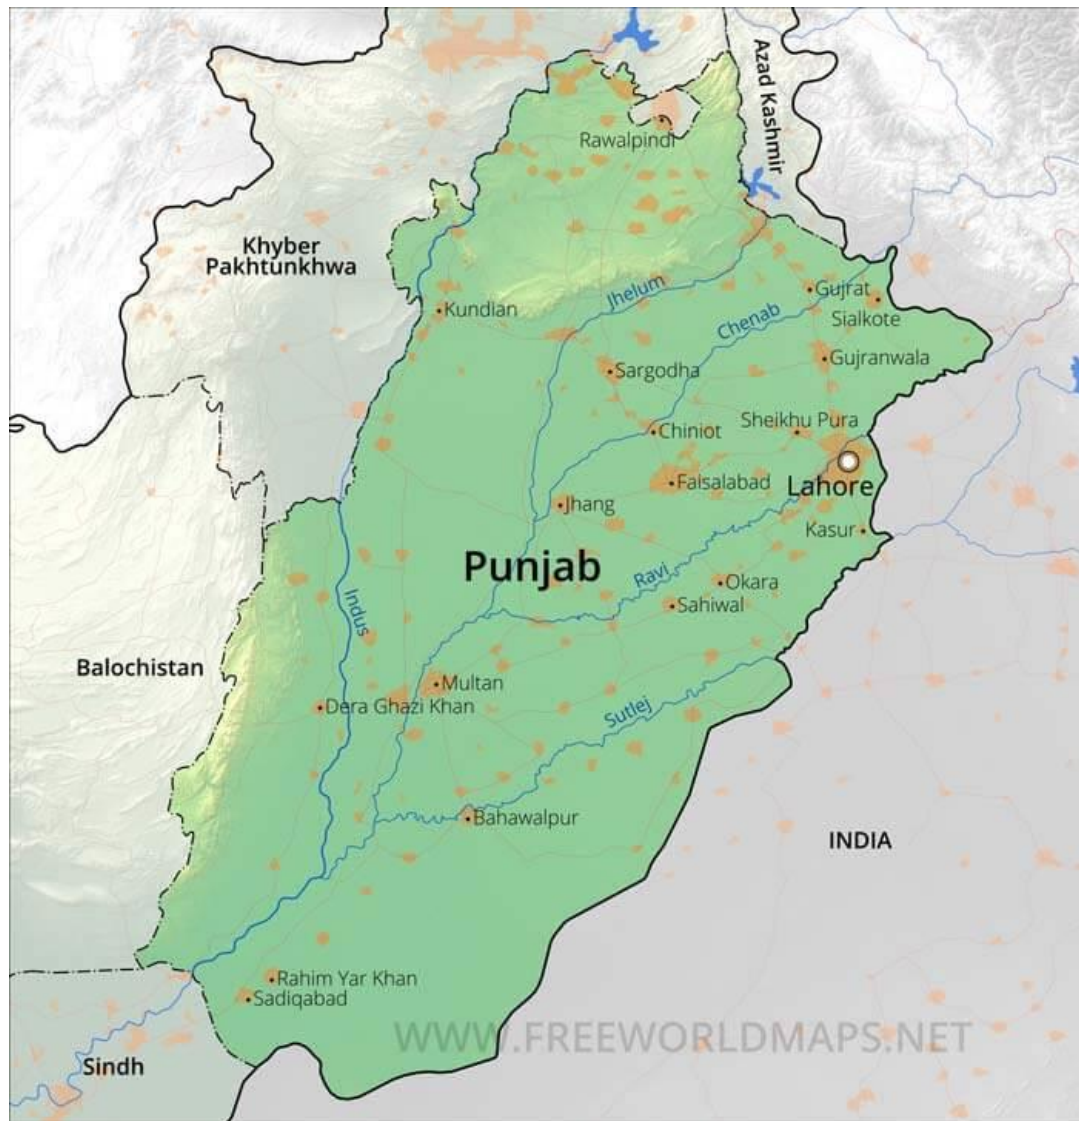 Azad Kashmir
Rawalpindi
Khyber
Pakhtunkhwa
Kundian
Jhelum
Gujrat
Chenab
Sialkote
Sargodha
Gujranwala
Chiniot
Sheikhu Pura
Faisalabad
Lahore
Jhang
Kasur
Punjab
Ravi
Okara
Indus
Sahiwal
Balochistan
Multan
Dera Ghazi Khan
Sutlej
Bahawalpur
INDIA
Rahim Yar Khan
Sadiqabad
WWW.FREEWORLDMAPS.NET
Sindh